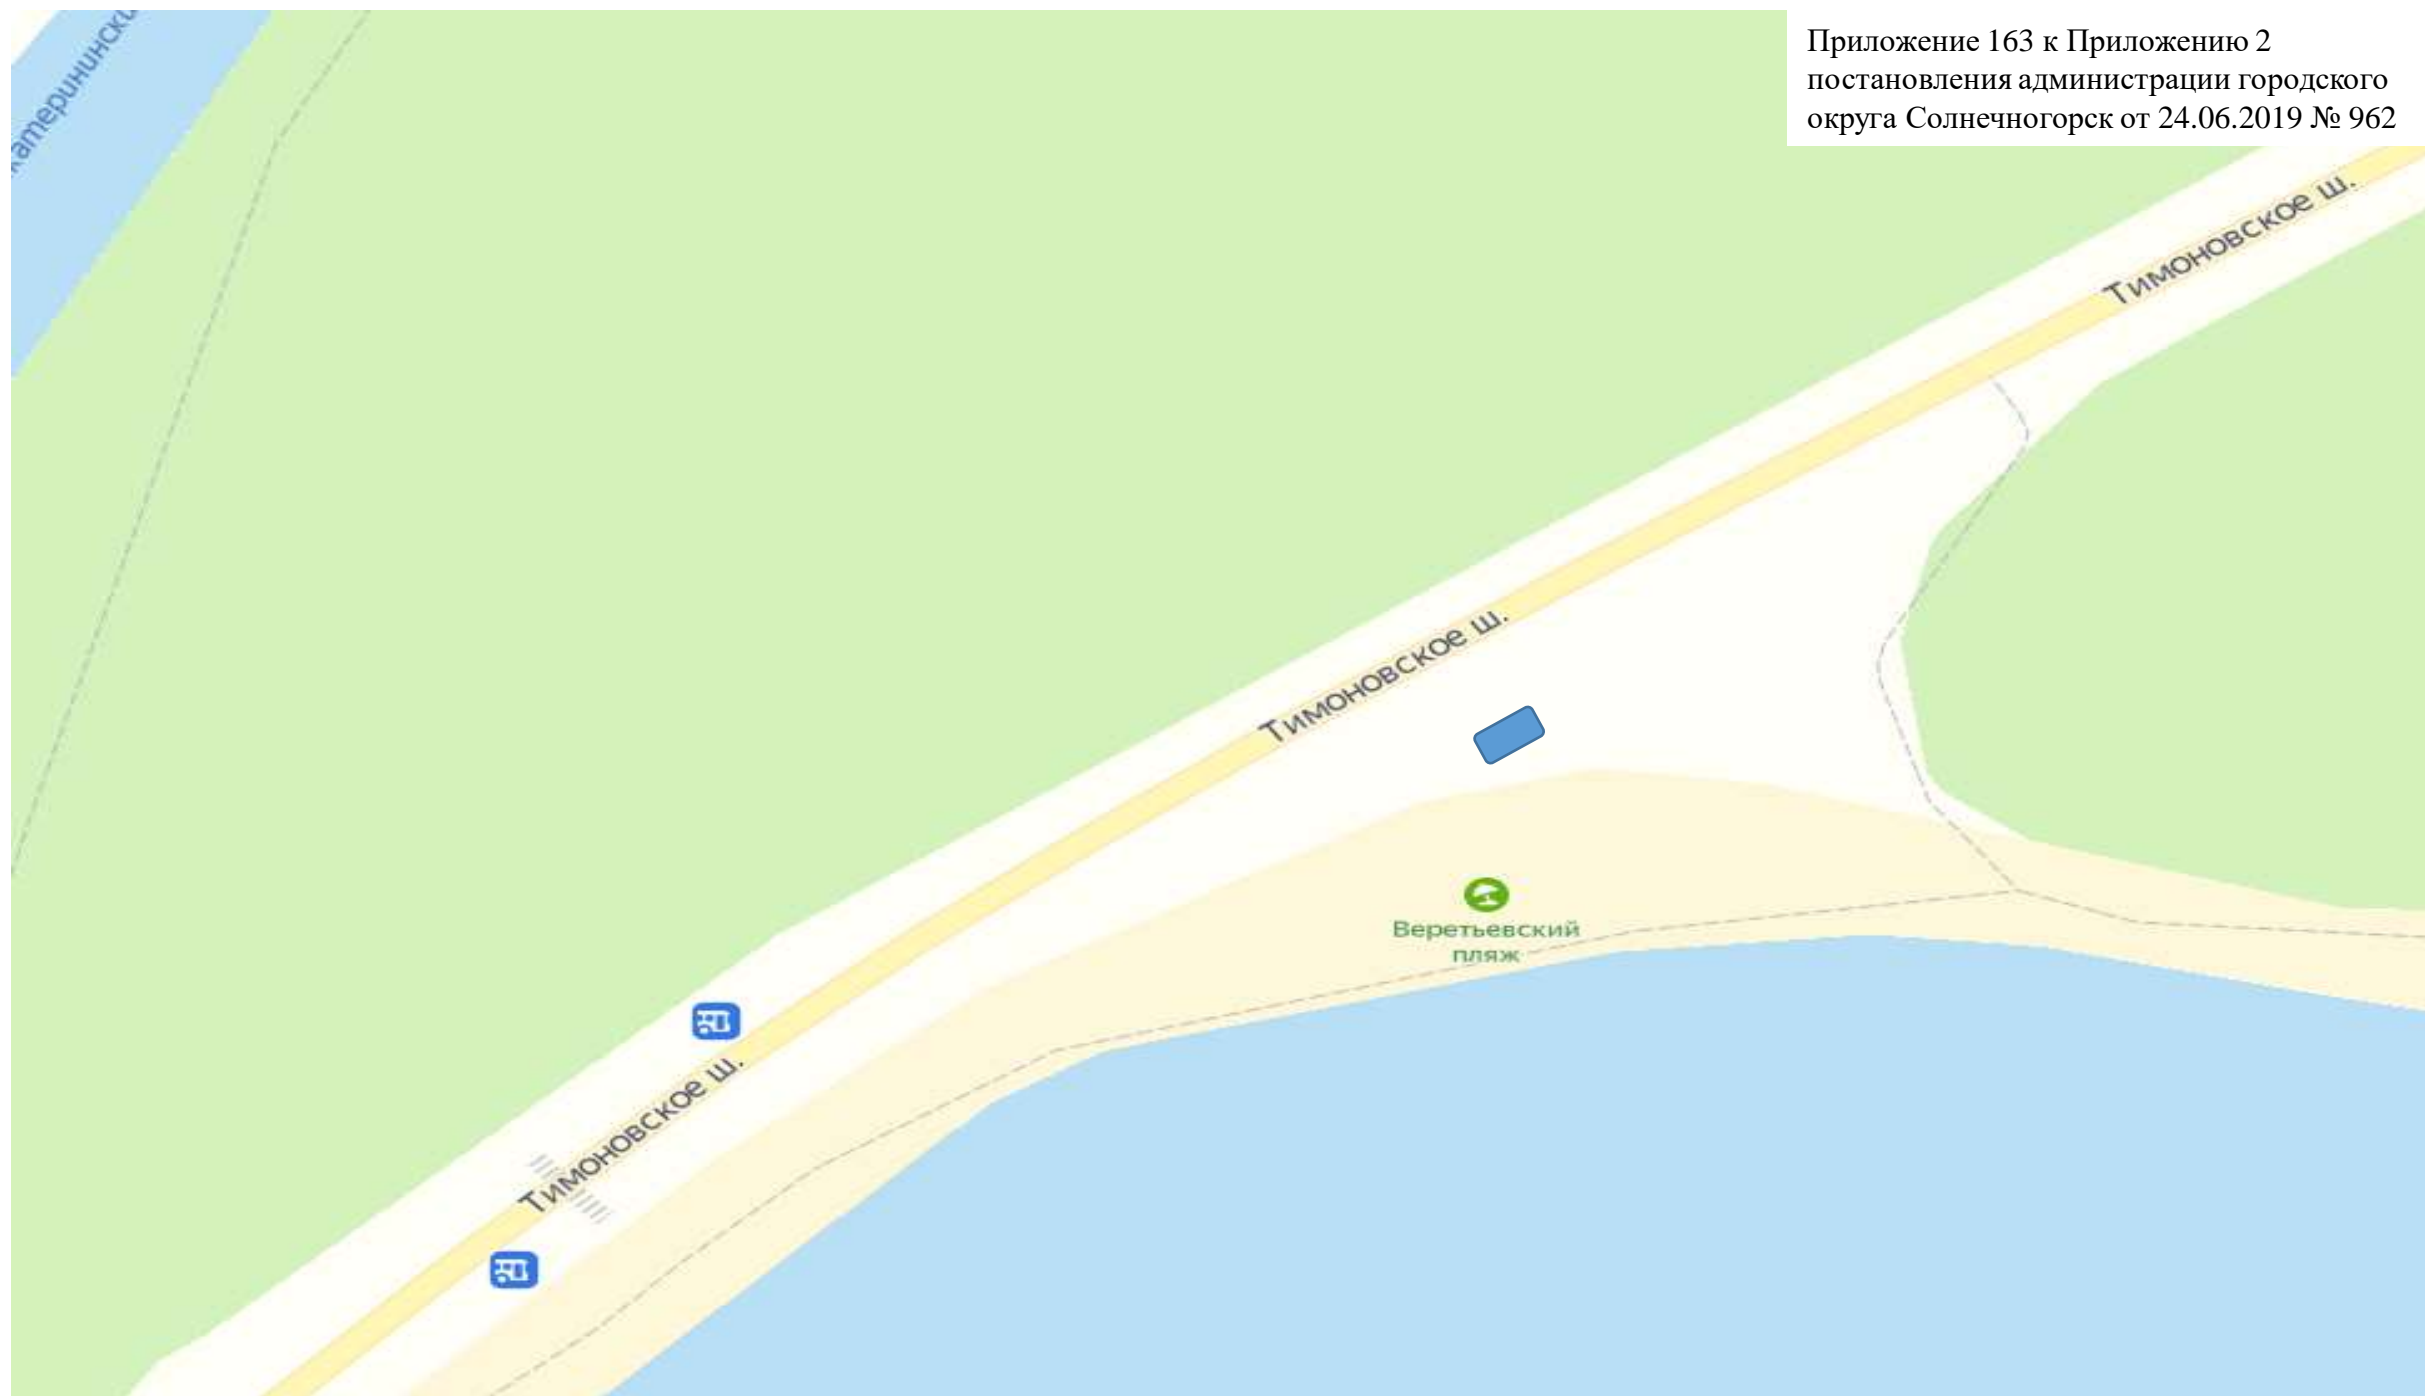 Приложение 163 к Приложению 2
постановления администрации городского
округа Солнечногорск от 24.06.2019 № 962
Тимоновское ш.
Тимоновское ш.
Веретьевский
пляж
Тимоновское ш.